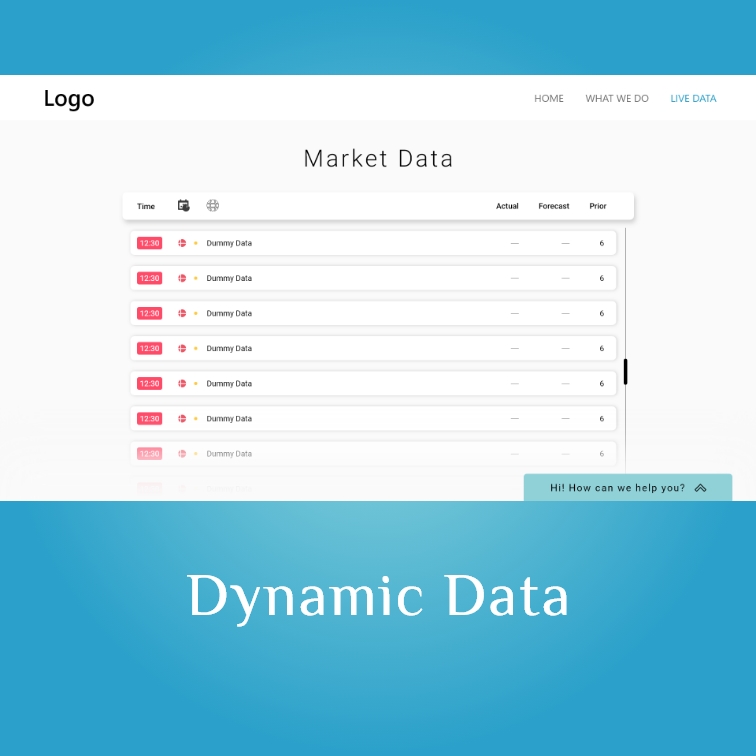 Logo HOME WHAT WE DO LIVE DATA
Market Data
Time Actual Forecast Prior
12:30 Dummy Data — — 6
12:30 Dummy Data — — 6
12:30 Dummy Data — — 6
12:30 Dummy Data — — 6
12:30 Dummy Data — — 6
12:30 Dummy Data — — 6
12:30 Dummy Data — — 6
Hi! How can we help you?
Dynamic Data